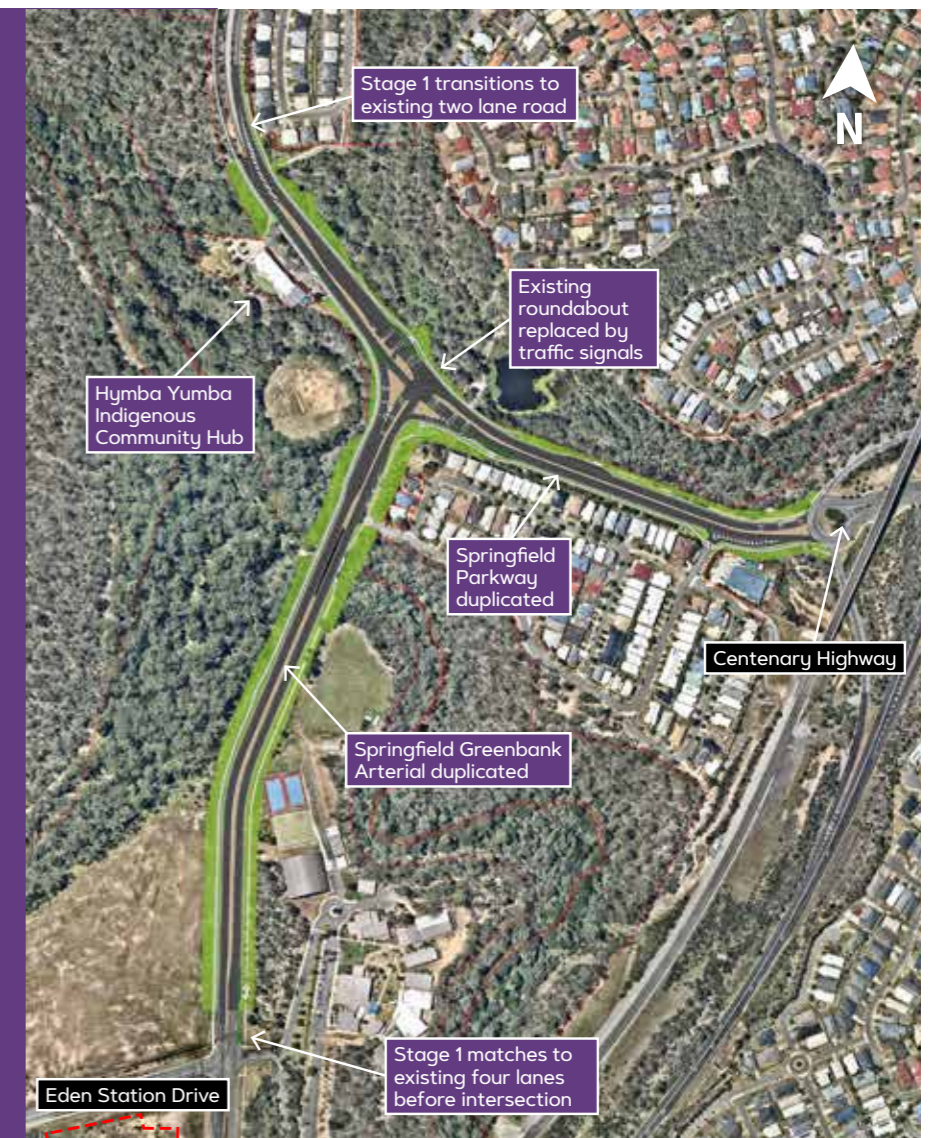 Stage 1 transitions to
existing two lane road
N
Existing
roundabout
replaced by
traffic signals
Hymba Yumba
Indigenous
Community Hub
Springfield
Parkway
duplicated
Centenary Highway
Springfield Greenbank
Arterial duplicated
Stage 1 matches to
existing four lanes
before intersection
Eden Station Drive